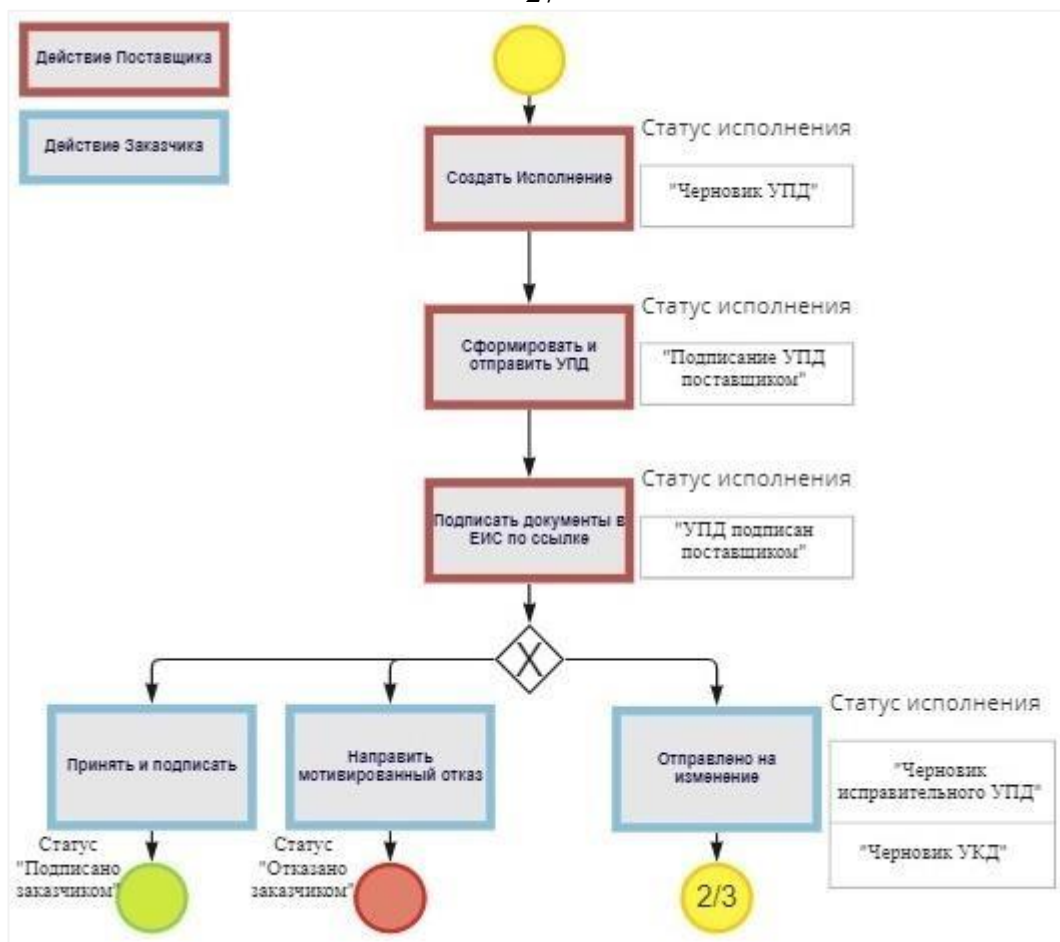 Действие Поставщика
Действие Заказчика
Создать Исполнение
Статус исполнения
"Черновик УПД"
Сформировать и
отправить УПД
Статус исполнения
"Подписание УПД
поставщиком"
Подписать документы в
ЕИС по ссылке
Статус исполнения
"УПД подписан
поставщиком"
X
Принять и подписать
Направить
мотивированный отказ
Отправлено на
изменение
Статус исполнения
"Черновик
исправительного УПД"
"Черновик УКД"
Статус
"Подписано
заказчиком"
Статус
"Отказано
заказчиком"
2/3